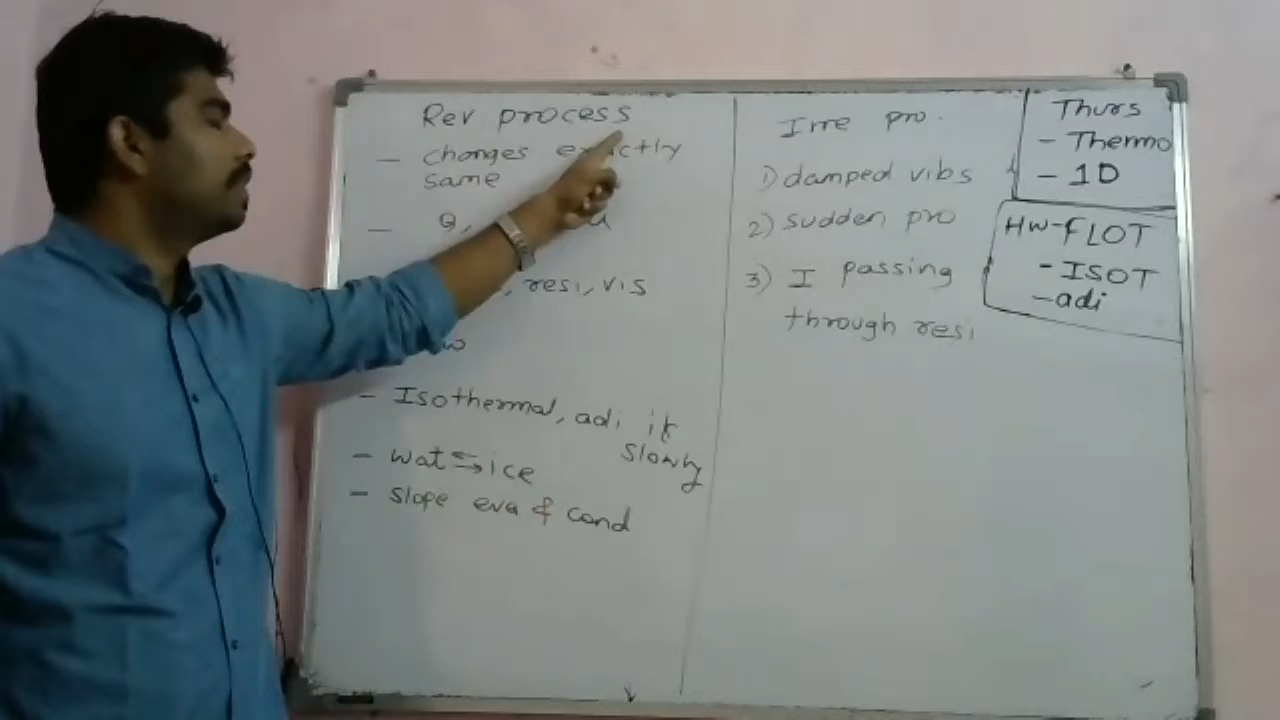 Rev process
- changes exactly
same
- Q,
, resi, vis
- Isothermal, adi if
slowly
- wat ⇆ ice
- slope eva & cond
Irre pro.
1) damped vibs
2) sudden pro
3) I passing
through resi
Thurs
- Thermo
- 1D
HW-FLOT
- ISOT
- adi